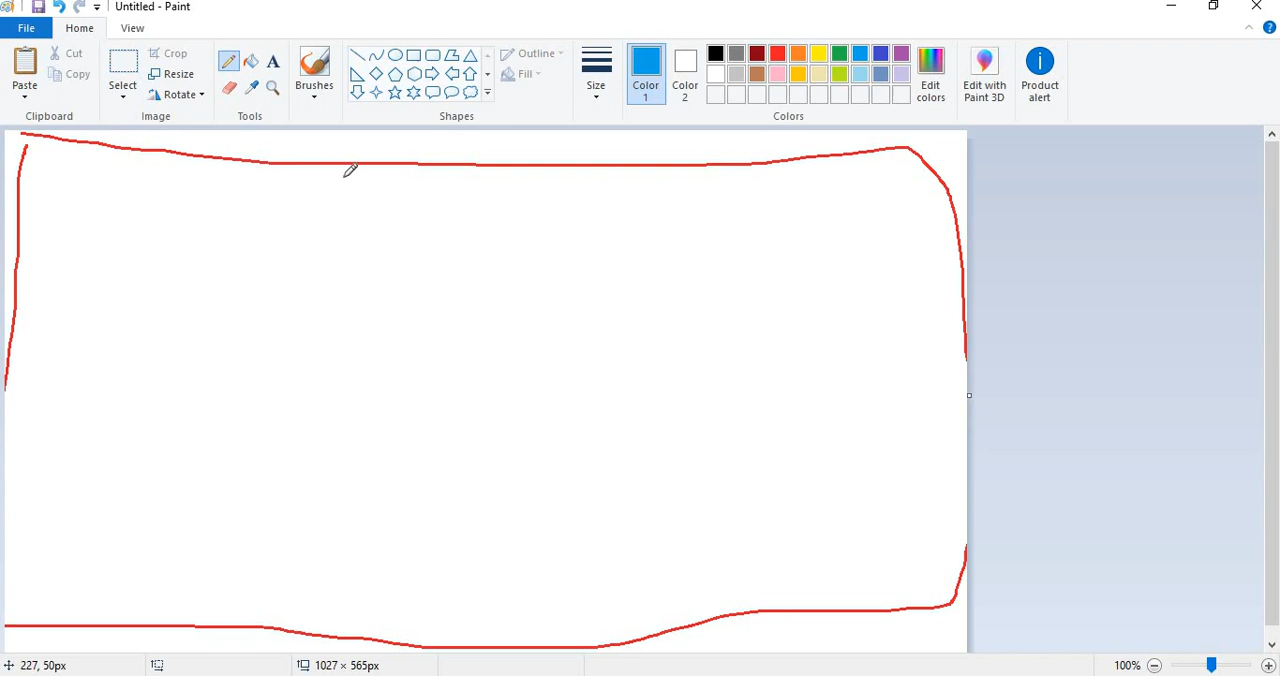 Untitled - Paint
File Home View
Paste
Cut
Copy
Clipboard
Select
Crop
Resize
Rotate
Image
A
Tools
Brushes
Outline
Fill
Shapes
Size
Color 1
Color 2
Edit colors
Colors
Edit with Paint 3D
Product alert
227, 50px
1027 × 565px
100%